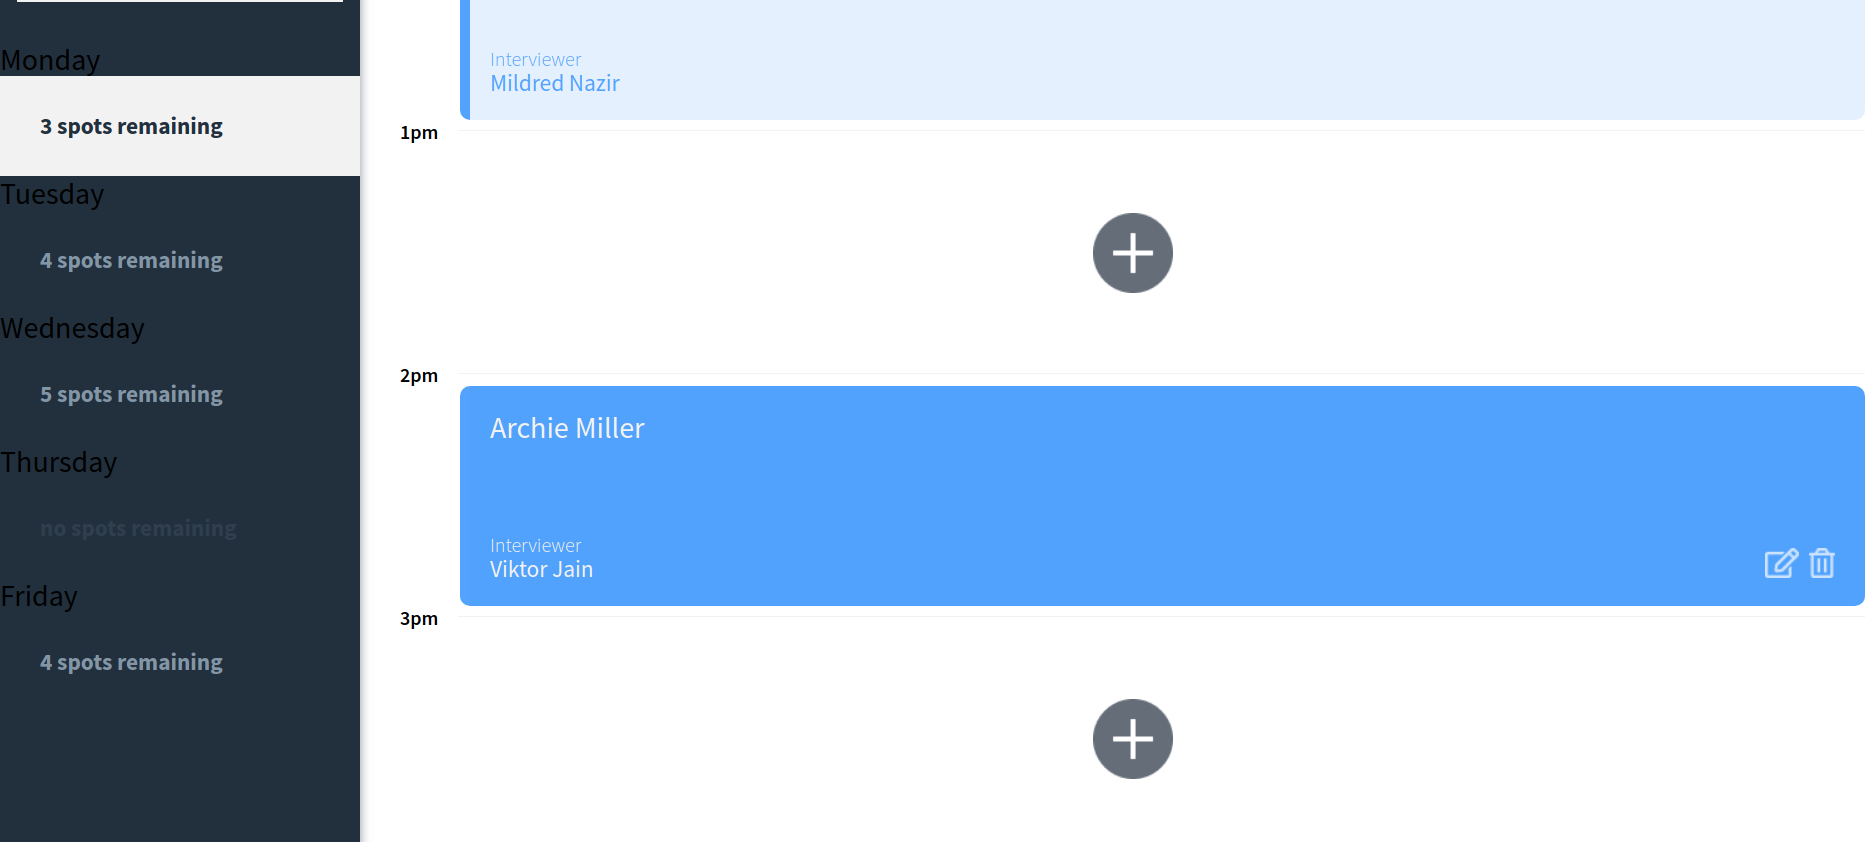 Monday
3 spots remaining
Tuesday
4 spots remaining
Wednesday
5 spots remaining
Thursday
no spots remaining
Friday
4 spots remaining
Interviewer
Mildred Nazir
1pm
2pm
Archie Miller
Interviewer
Viktor Jain
3pm